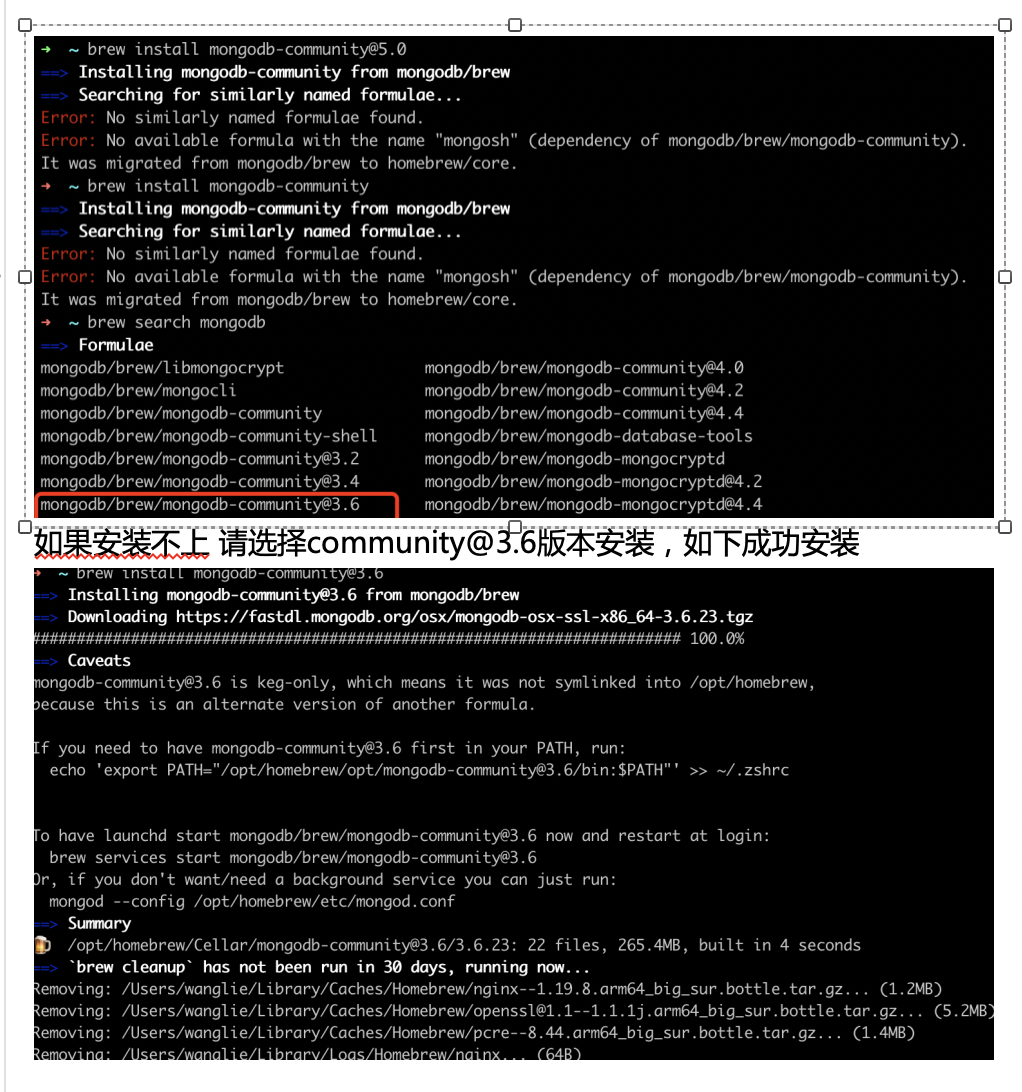 ➜ ~ brew install mongodb-community@5.0
==> Installing mongodb-community from mongodb/brew
==> Searching for similarly named formulae...
Error: No similarly named formulae found.
Error: No available formula with the name "mongosh" (dependency of mongodb/brew/mongodb-community).
It was migrated from mongodb/brew to homebrew/core.
➜ ~ brew install mongodb-community
==> Installing mongodb-community from mongodb/brew
==> Searching for similarly named formulae...
Error: No similarly named formulae found.
Error: No available formula with the name "mongosh" (dependency of mongodb/brew/mongodb-community).
It was migrated from mongodb/brew to homebrew/core.
➜ ~ brew search mongodb
==> Formulae
mongodb/brew/libmongocrypt mongodb/brew/mongodb-community@4.0
mongodb/brew/mongocli mongodb/brew/mongodb-community@4.2
mongodb/brew/mongodb-community mongodb/brew/mongodb-community@4.4
mongodb/brew/mongodb-community-shell mongodb/brew/mongodb-database-tools
mongodb/brew/mongodb-community@3.2 mongodb/brew/mongodb-mongocryptd
mongodb/brew/mongodb-community@3.4 mongodb/brew/mongodb-mongocryptd@4.2
mongodb/brew/mongodb-community@3.6 mongodb/brew/mongodb-mongocryptd@4.4
如果安装不上 请选择community@3.6版本安装，如下成功安装
➜ ~ brew install mongodb-community@3.6
==> Installing mongodb-community@3.6 from mongodb/brew
==> Downloading https://fastdl.mongodb.org/osx/mongodb-osx-ssl-x86_64-3.6.23.tgz
######################################################################## 100.0%
==> Caveats
mongodb-community@3.6 is keg-only, which means it was not symlinked into /opt/homebrew,
because this is an alternate version of another formula.
If you need to have mongodb-community@3.6 first in your PATH, run:
echo 'export PATH="/opt/homebrew/opt/mongodb-community@3.6/bin:$PATH"' >> ~/.zshrc
To have launchd start mongodb/brew/mongodb-community@3.6 now and restart at login:
brew services start mongodb/brew/mongodb-community@3.6
Or, if you don't want/need a background service you can just run:
mongod --config /opt/homebrew/etc/mongod.conf
==> Summary
🍺 /opt/homebrew/Cellar/mongodb-community@3.6/3.6.23: 22 files, 265.4MB, built in 4 seconds
==> `brew cleanup` has not been run in 30 days, running now...
Removing: /Users/wanglie/Library/Caches/Homebrew/nginx--1.19.8.arm64_big_sur.bottle.tar.gz... (1.2MB)
Removing: /Users/wanglie/Library/Caches/Homebrew/openssl@1.1--1.1.1j.arm64_big_sur.bottle.tar.gz... (5.2MB)
Removing: /Users/wanglie/Library/Caches/Homebrew/pcre--8.44.arm64_big_sur.bottle.tar.gz... (1.4MB)
Removing: /Users/wanglie/Library/Logs/Homebrew/nginx... (64B)